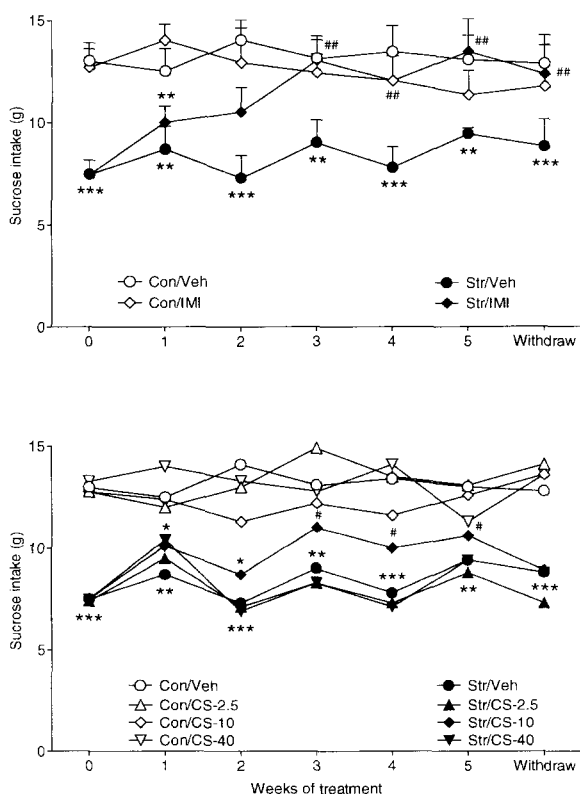 15
10
5
0
Sucrose intake (g)
##
##
##
##
**
***
**
***
**
***
**
***
Con/Veh
Con/IMI
Str/Veh
Str/IMI
0 1 2 3 4 5 Withdraw
15
10
5
0
Sucrose intake (g)
*
*
#
#
#
***
**
***
**
***
**
***
Con/Veh
Con/CS-2.5
Con/CS-10
Con/CS-40
Str/Veh
Str/CS-2.5
Str/CS-10
Str/CS-40
0 1 2 3 4 5 Withdraw
Weeks of treatment